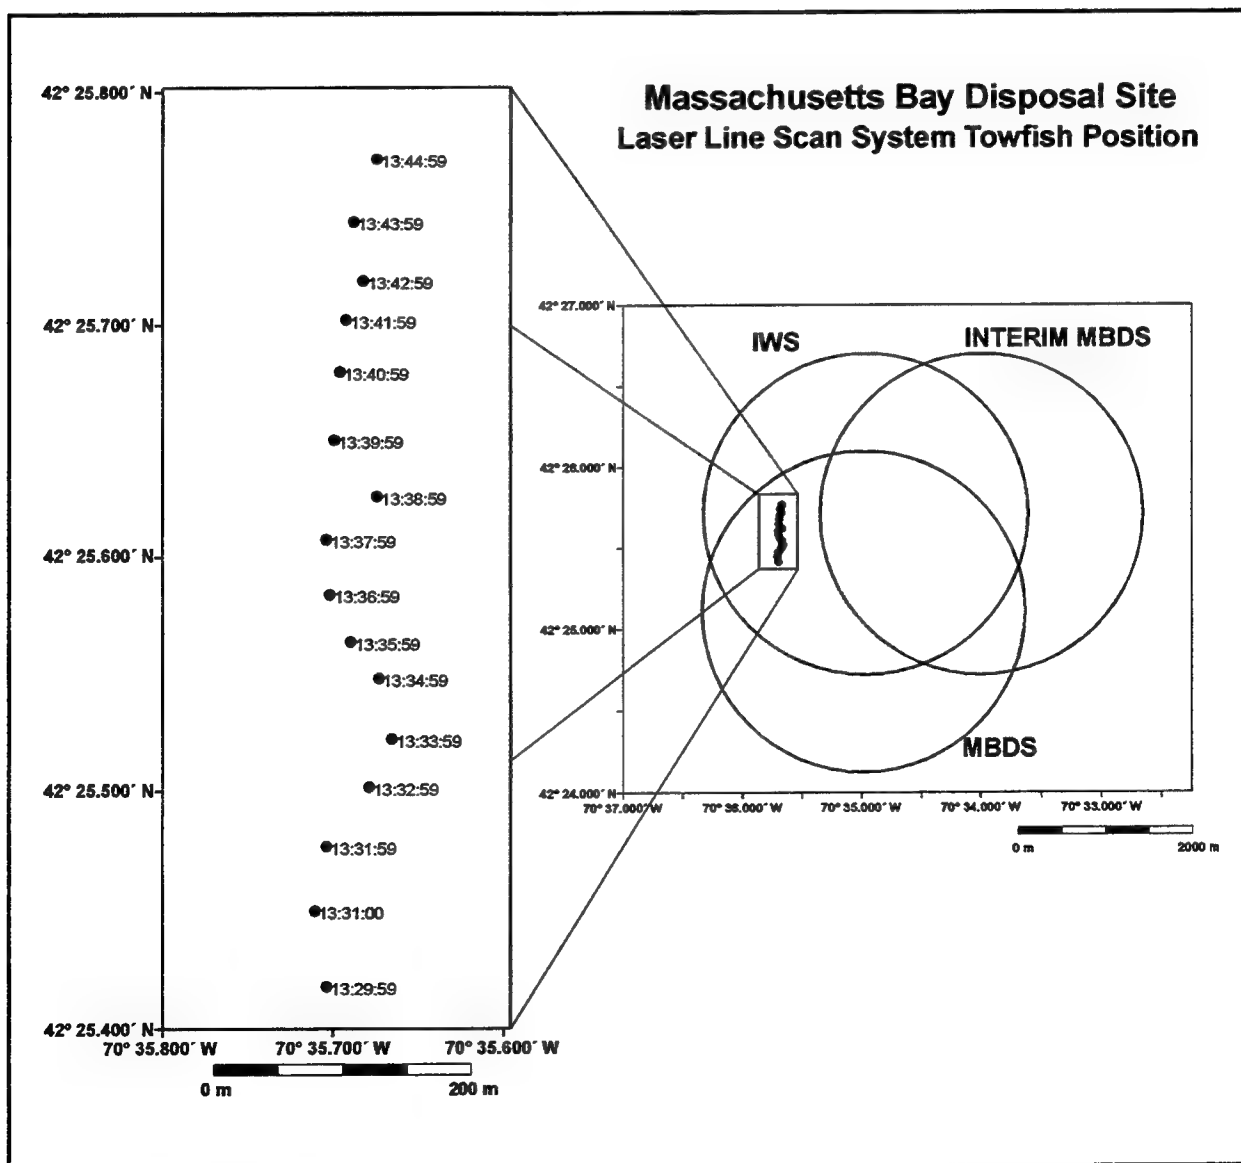 Massachusetts Bay Disposal Site
Laser Line Scan System Towfish Position
42° 25.800´ N
13:44:59
13:43:59
13:42:59
13:41:59
42° 25.700´ N
13:40:59
13:39:59
13:38:59
13:37:59
42° 25.600´ N
13:36:59
13:35:59
13:34:59
13:33:59
42° 25.500´ N
13:32:59
13:31:59
13:31:00
13:29:59
42° 25.400´ N
70° 35.800´ W
70° 35.700´ W
70° 35.600´ W
0 m
200 m
42° 27.000´ N
IWS
INTERIM MBDS
42° 26.000´ N
42° 25.000´ N
MBDS
42° 24.000´ N
70° 37.000´ W
70° 36.000´ W
70° 35.000´ W
70° 34.000´ W
70° 33.000´ W
0 m
2000 m